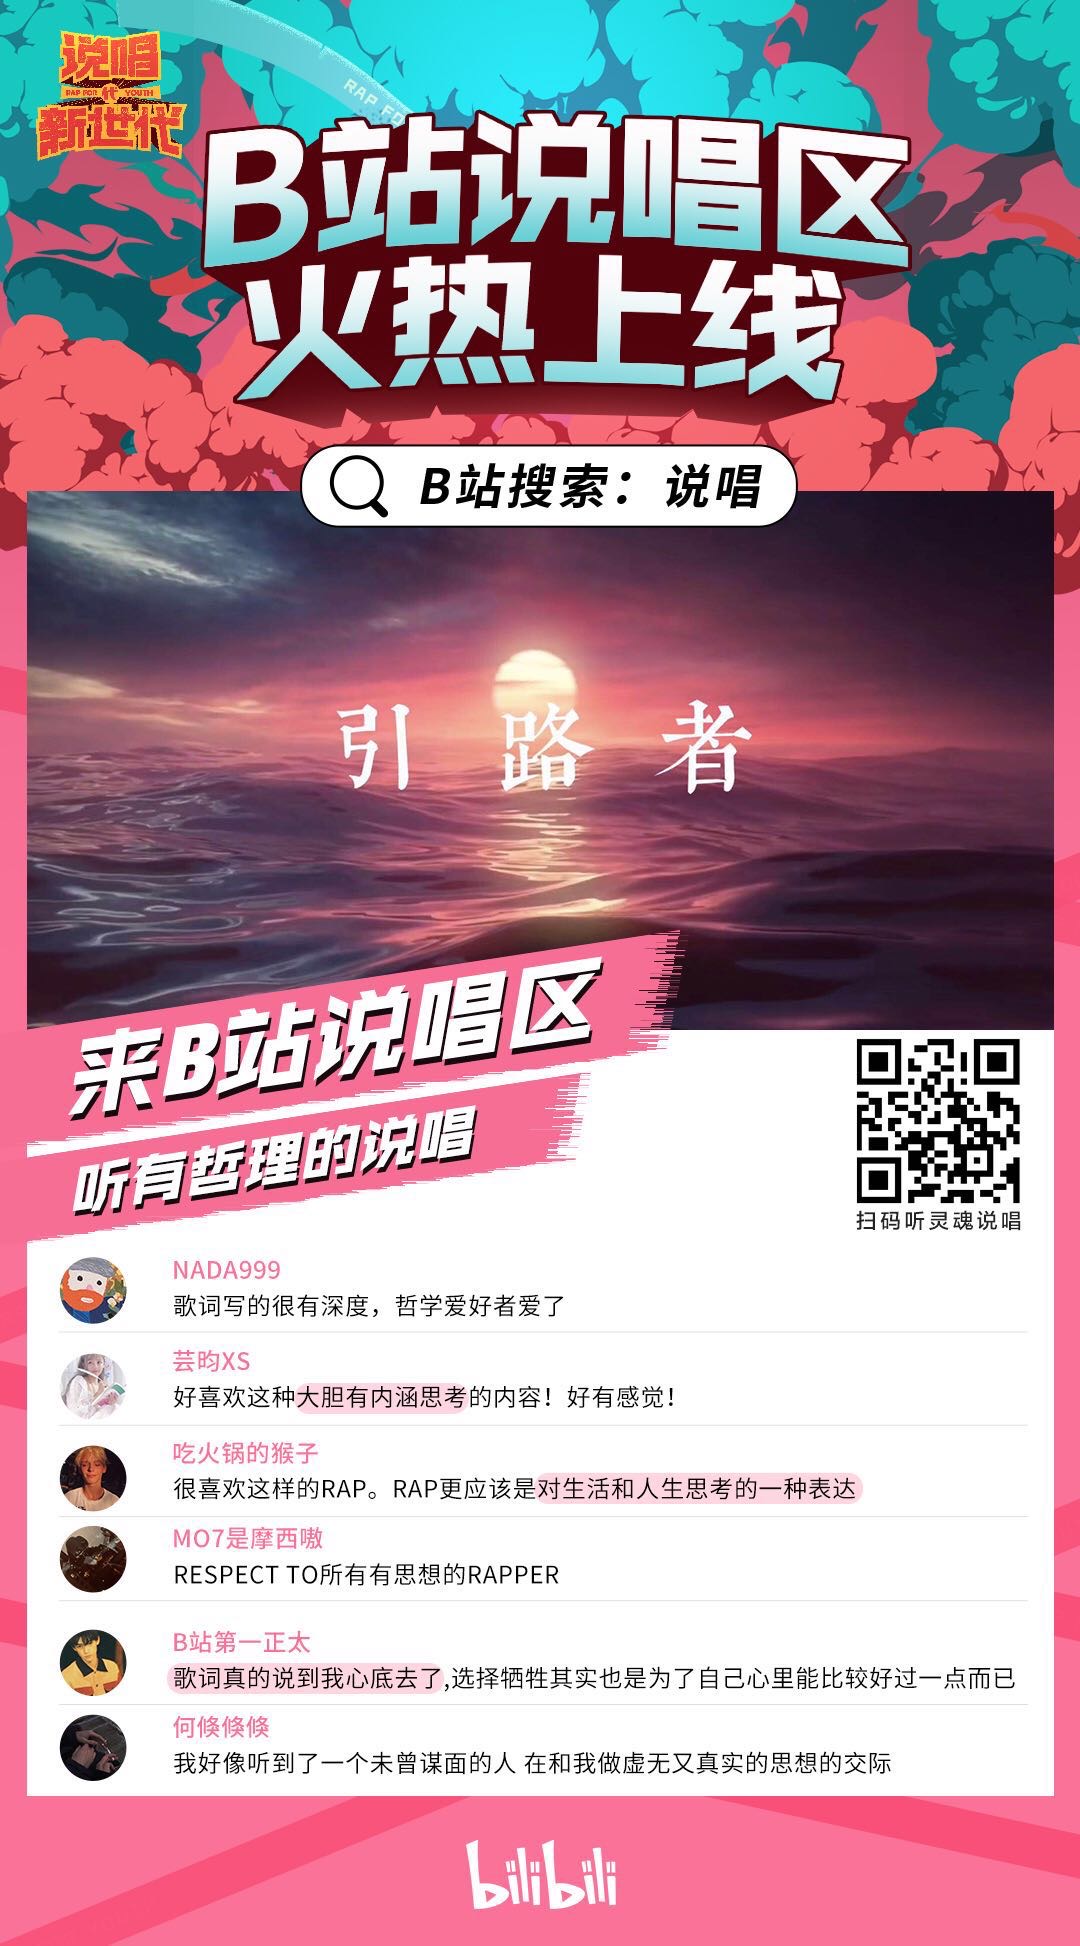 说唱
RAP FOR 代 YOUTH
新世代
RAP FO
B站说唱区
火热上线
B站搜索：说唱
引路者
来B站说唱区
听有哲理的说唱
扫码听灵魂说唱
NADA999
歌词写的很有深度，哲学爱好者爱了
芸昀XS
好喜欢这种大胆有内涵思考的内容！好有感觉！
吃火锅的猴子
很喜欢这样的RAP。RAP更应该是对生活和人生思考的一种表达
MO7是摩西嗷
RESPECT TO所有有思想的RAPPER
B站第一正太
歌词真的说到我心底去了,选择牺牲其实也是为了自己心里能比较好过一点而已
何倏倏倏
我好像听到了一个未曾谋面的人 在和我做虚无又真实的思想的交际
bilibili